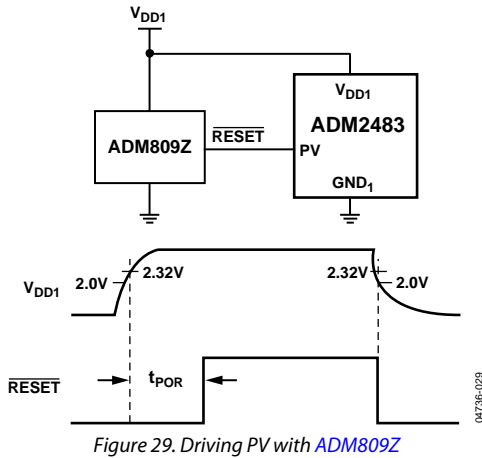 VDD1
VDD1
ADM2483
ADM809Z
RESET
PV
GND1
VDD1
2.0V
2.32V
2.32V
2.0V
RESET
tPOR
04736-029
Figure 29. Driving PV with ADM809Z